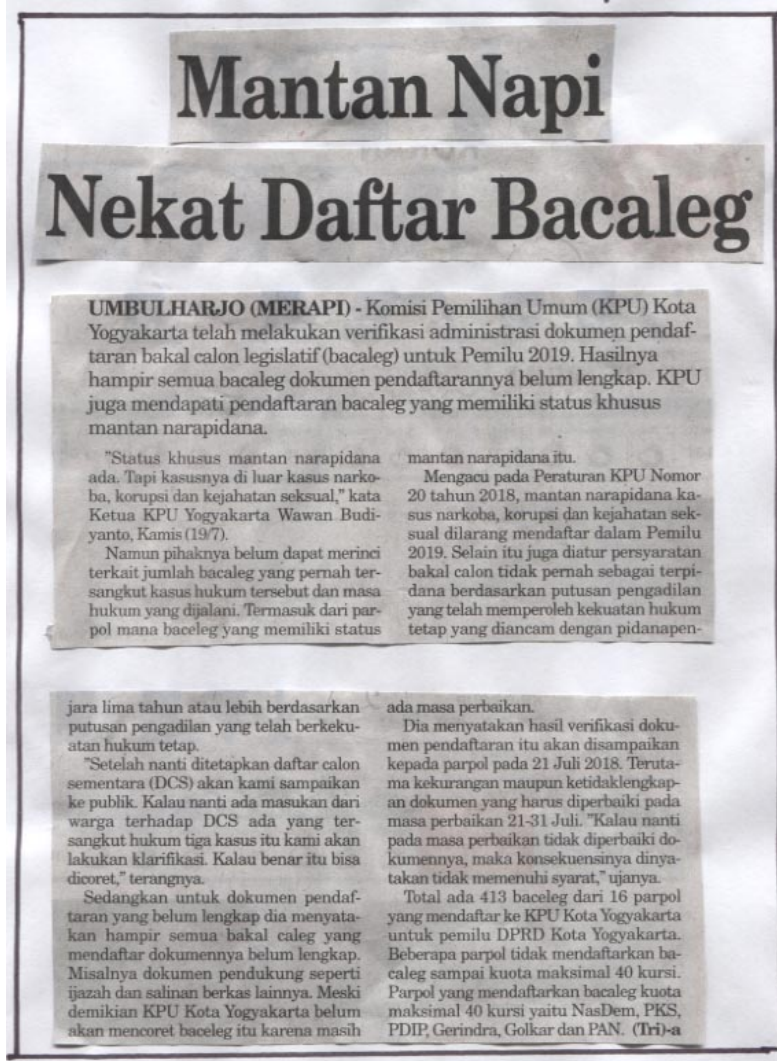 Mantan Napi
Nekat Daftar Bacaleg
UMBULHARJO (MERAPI) - Komisi Pemilihan Umum (KPU) Kota
Yogyakarta telah melakukan verifikasi administrasi dokumen pendaf-
taran bakal calon legislatif (bacaleg) untuk Pemilu 2019. Hasilnya
hampir semua bacaleg dokumen pendaftarannya belum lengkap. KPU
juga mendapati pendaftaran bacaleg yang memiliki status khusus
mantan narapidana.
"Status khusus mantan narapidana
ada. Tapi kasusnya di luar kasus narko-
ba, korupsi dan kejahatan seksual," kata
Ketua KPU Yogyakarta Wawan Budi-
yanto, Kamis (19/7).
Namun pihaknya belum dapat merinci
terkait jumlah bacaleg yang pernah ter-
sangkut kasus hukum tersebut dan masa
hukum yang dijalani. Termasuk dari par-
pol mana baceleg yang memiliki status
mantan narapidana itu.
Mengacu pada Peraturan KPU Nomor
20 tahun 2018, mantan narapidana ka-
sus narkoba, korupsi dan kejahatan sek-
sual dilarang mendaftar dalam Pemilu
2019. Selain itu juga diatur persyaratan
bakal calon tidak pernah sebagai terpi-
dana berdasarkan putusan pengadilan
yang telah memperoleh kekuatan hukum
tetap yang diancam dengan pidanapen-
jara lima tahun atau lebih berdasarkan
putusan pengadilan yang telah berkeku-
atan hukum tetap.
"Setelah nanti ditetapkan daftar calon
sementara (DCS) akan kami sampaikan
ke publik. Kalau nanti ada masukan dari
warga terhadap DCS ada yang ter-
sangkut hukum tiga kasus itu kami akan
lakukan klarifikasi. Kalau benar itu bisa
dicoret," terangnya.
Sedangkan untuk dokumen pendaf-
taran yang belum lengkap dia menyata-
kan hampir semua bakal caleg yang
mendaftar dokumennya belum lengkap.
Misalnya dokumen pendukung seperti
ijazah dan salinan berkas lainnya. Meski
demikian KPU Kota Yogyakarta belum
akan mencoret baceleg itu karena masih
ada masa perbaikan.
Dia menyatakan hasil verifikasi doku-
men pendaftaran itu akan disampaikan
kepada parpol pada 21 Juli 2018. Teruta-
ma kekurangan maupun ketidaklengkap-
an dokumen yang harus diperbaiki pada
masa perbaikan 21-31 Juli. "Kalau nanti
pada masa perbaikan tidak diperbaiki do-
kumennya, maka konsekuensinya dinya-
takan tidak memenuhi syarat," ujanya.
Total ada 413 baceleg dari 16 parpol
yang mendaftar ke KPU Kota Yogyakarta
untuk pemilu DPRD Kota Yogyakarta.
Beberapa parpol tidak mendaftarkan ba-
caleg sampai kuota maksimal 40 kursi.
Parpol yang mendaftarkan bacaleg kuota
maksimal 40 kursi yaitu NasDem, PKS,
PDIP, Gerindra, Golkar dan PAN. (Tri)-a